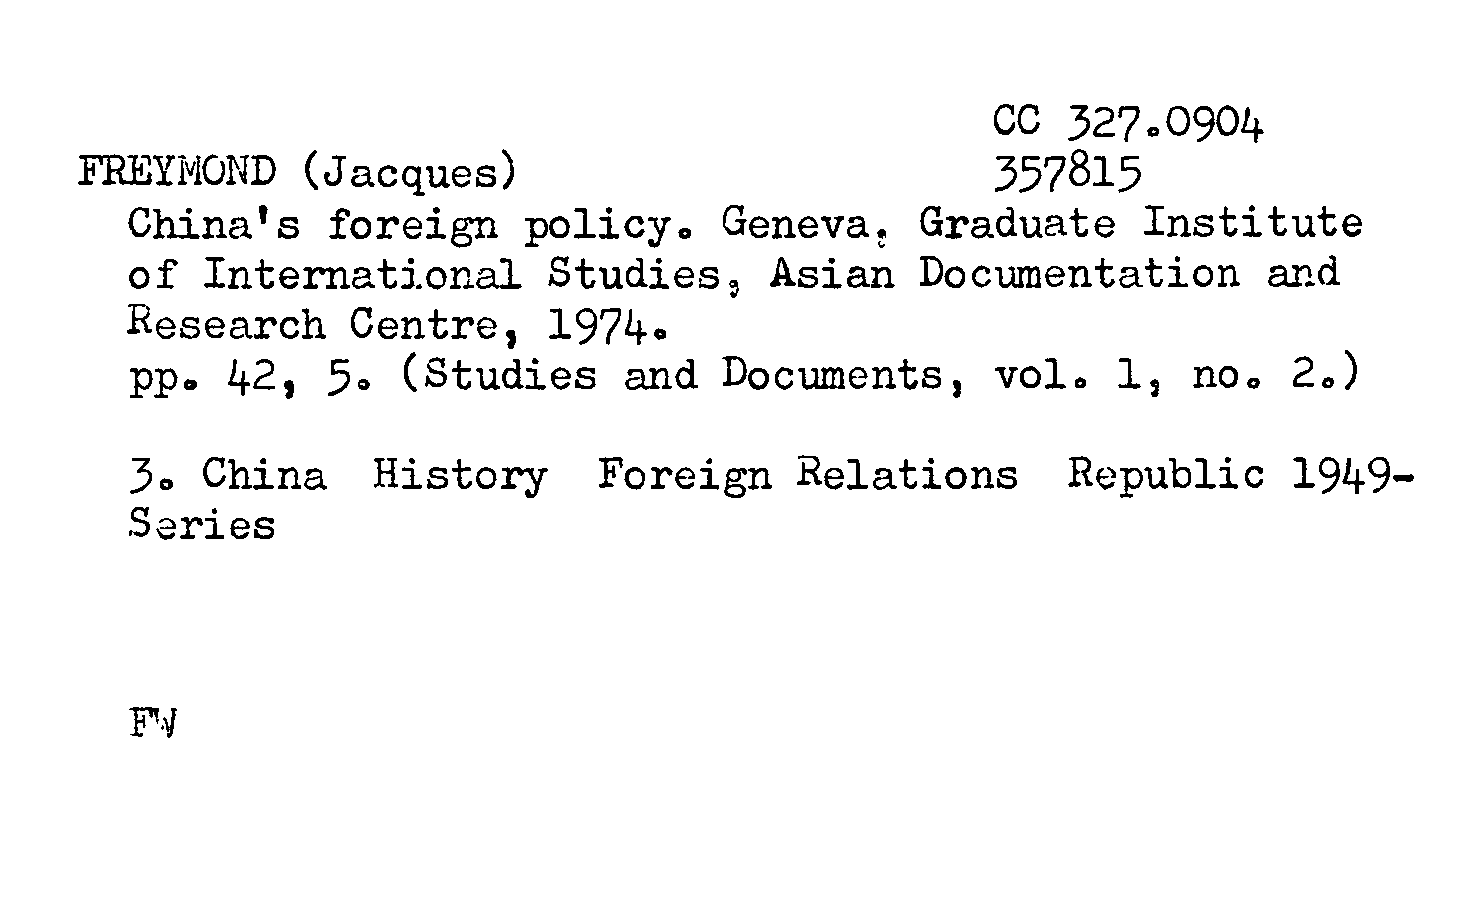 CC 327.0904
FREYMOND (Jacques) 357815
China's foreign policy. Geneva, Graduate Institute
of International Studies, Asian Documentation and
Research Centre, 1974.
pp. 42, 5. (Studies and Documents, vol. 1, no. 2.)
3. China History Foreign Relations Republic 1949-
Series
FW